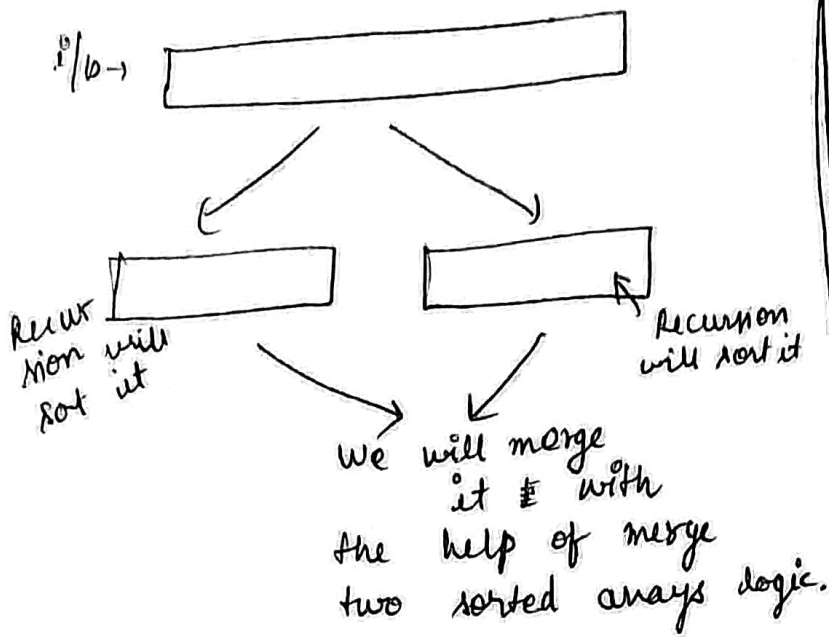 i/p →
Recur
sion will
sort it
Recursion
will sort it
We will merge
it with
the help of merge
two sorted arrays logic.